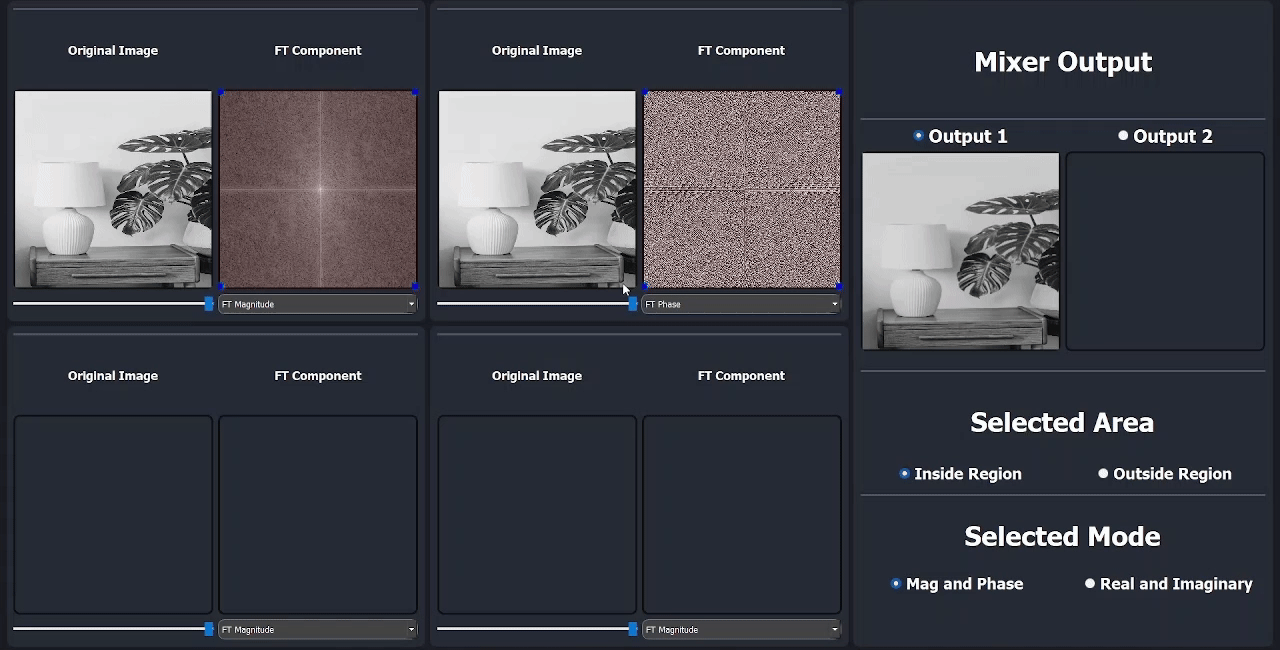 Original Image
FT Component
FT Magnitude
Original Image
FT Component
FT Phase
Original Image
FT Component
FT Magnitude
Original Image
FT Component
FT Magnitude
Mixer Output
Output 1
Output 2
Selected Area
Inside Region
Outside Region
Selected Mode
Mag and Phase
Real and Imaginary